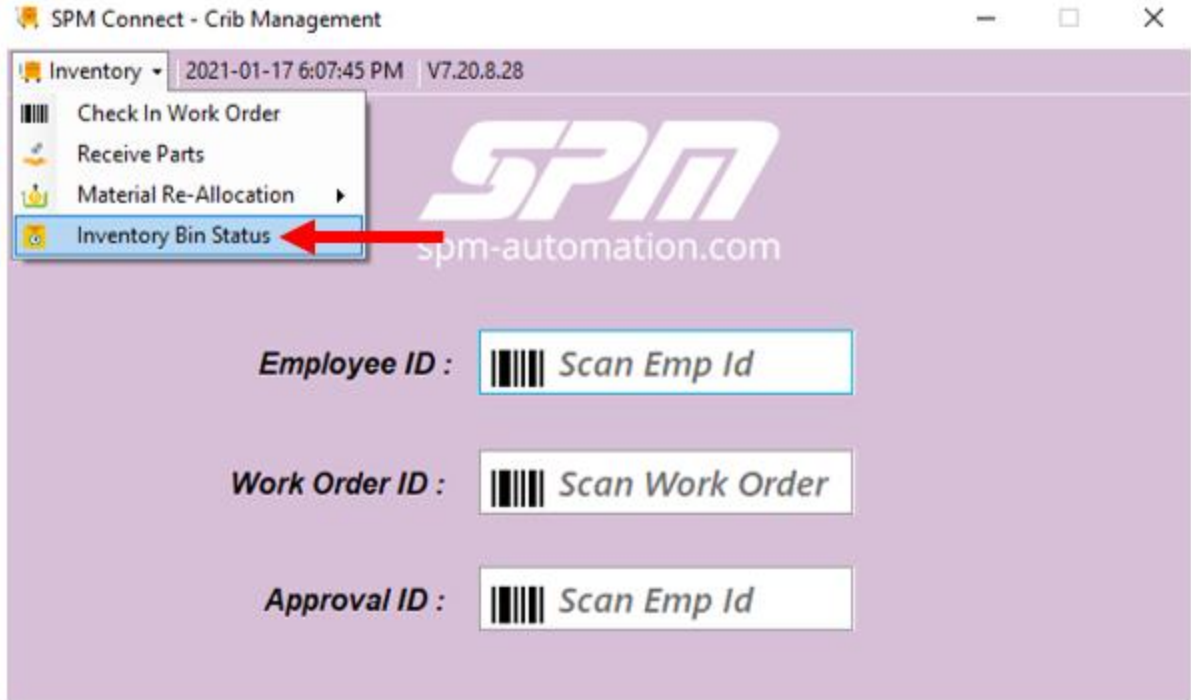 SPM Connect - Crib Management
Inventory 2021-01-17 6:07:45 PM V7.20.8.28
Check In Work Order
Receive Parts
Material Re-Allocation
Inventory Bin Status
SPM
spm-automation.com
Employee ID : Scan Emp Id
Work Order ID : Scan Work Order
Approval ID : Scan Emp Id